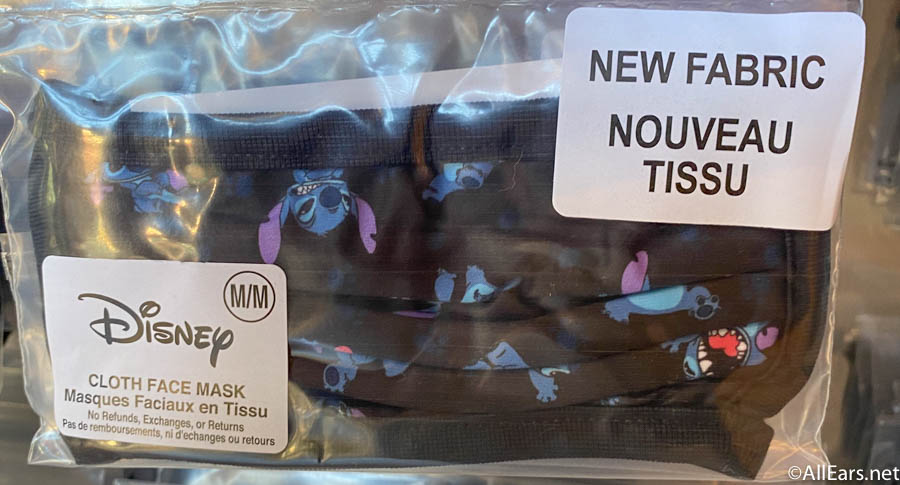 NEW FABRIC
NOUVEAU
TISSU
M/M
Disney
CLOTH FACE MASK
Masques Faciaux en Tissu
No Refunds, Exchanges, or Returns
Pas de remboursements, ni d'echanges ou retours
©AllEars.net